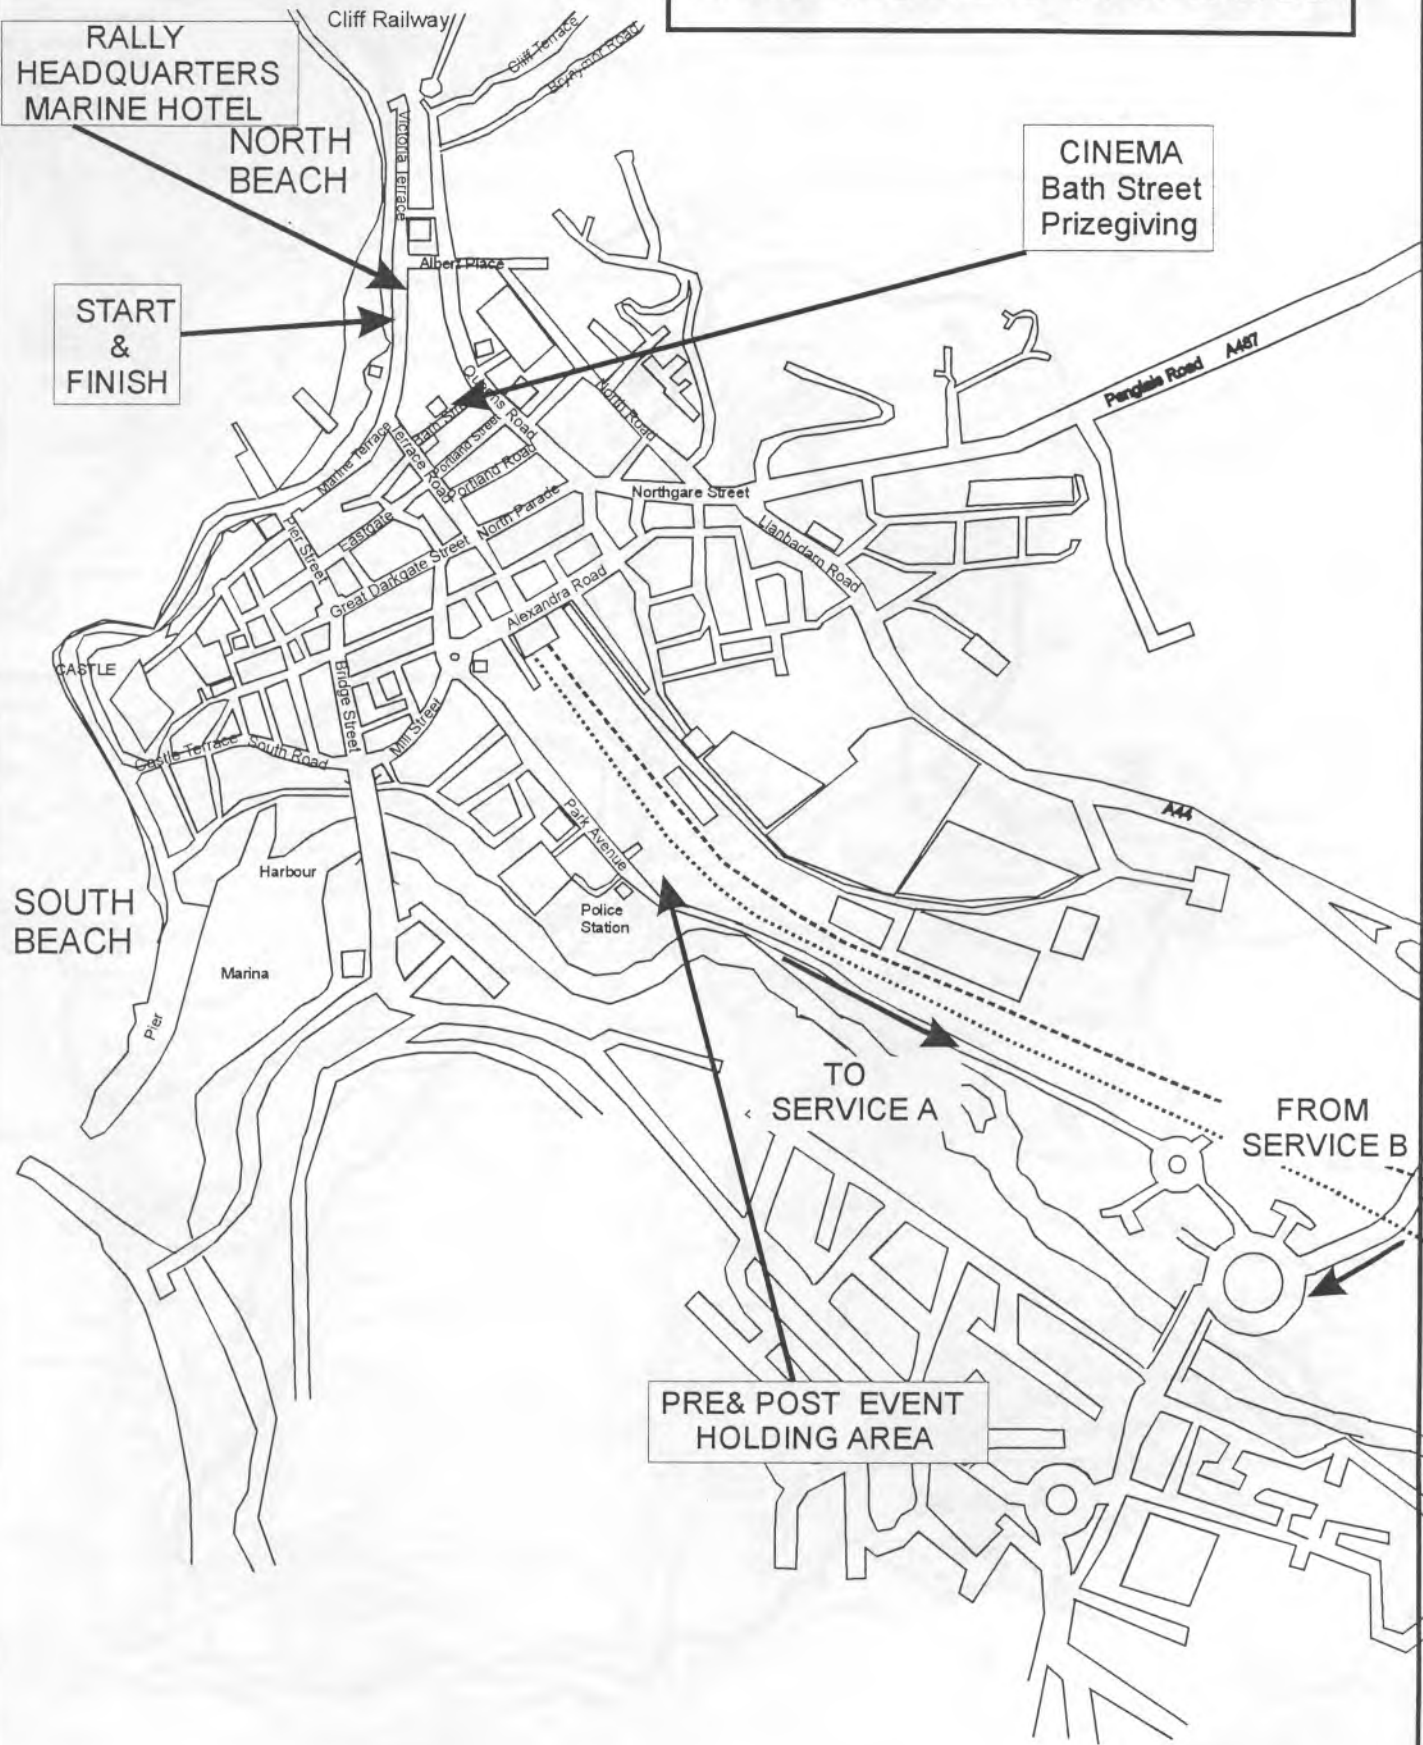 Cliff Railway
RALLY
HEADQUARTERS
MARINE HOTEL
NORTH
BEACH
Cliff Terrace
Brynymor Road
Victoria Terrace
CINEMA
Bath Street
Prizegiving
Albert Place
START
&
FINISH
Penglais Road A487
Queens Road
North Road
Bath Street
Portland Street
Portland Road
Terrace Road
Marine Terrace
North Parade
Northgare Street
Llanbadarn Road
Eastgate
Pier Street
Great Darkgate Street
Alexandra Road
CASTLE
Bridge Street
Mill Street
Castle Terrace
South Road
Park Avenue
A44
Harbour
SOUTH
BEACH
Police
Station
Marina
Pier
TO
SERVICE A
FROM
SERVICE B
PRE& POST EVENT
HOLDING AREA